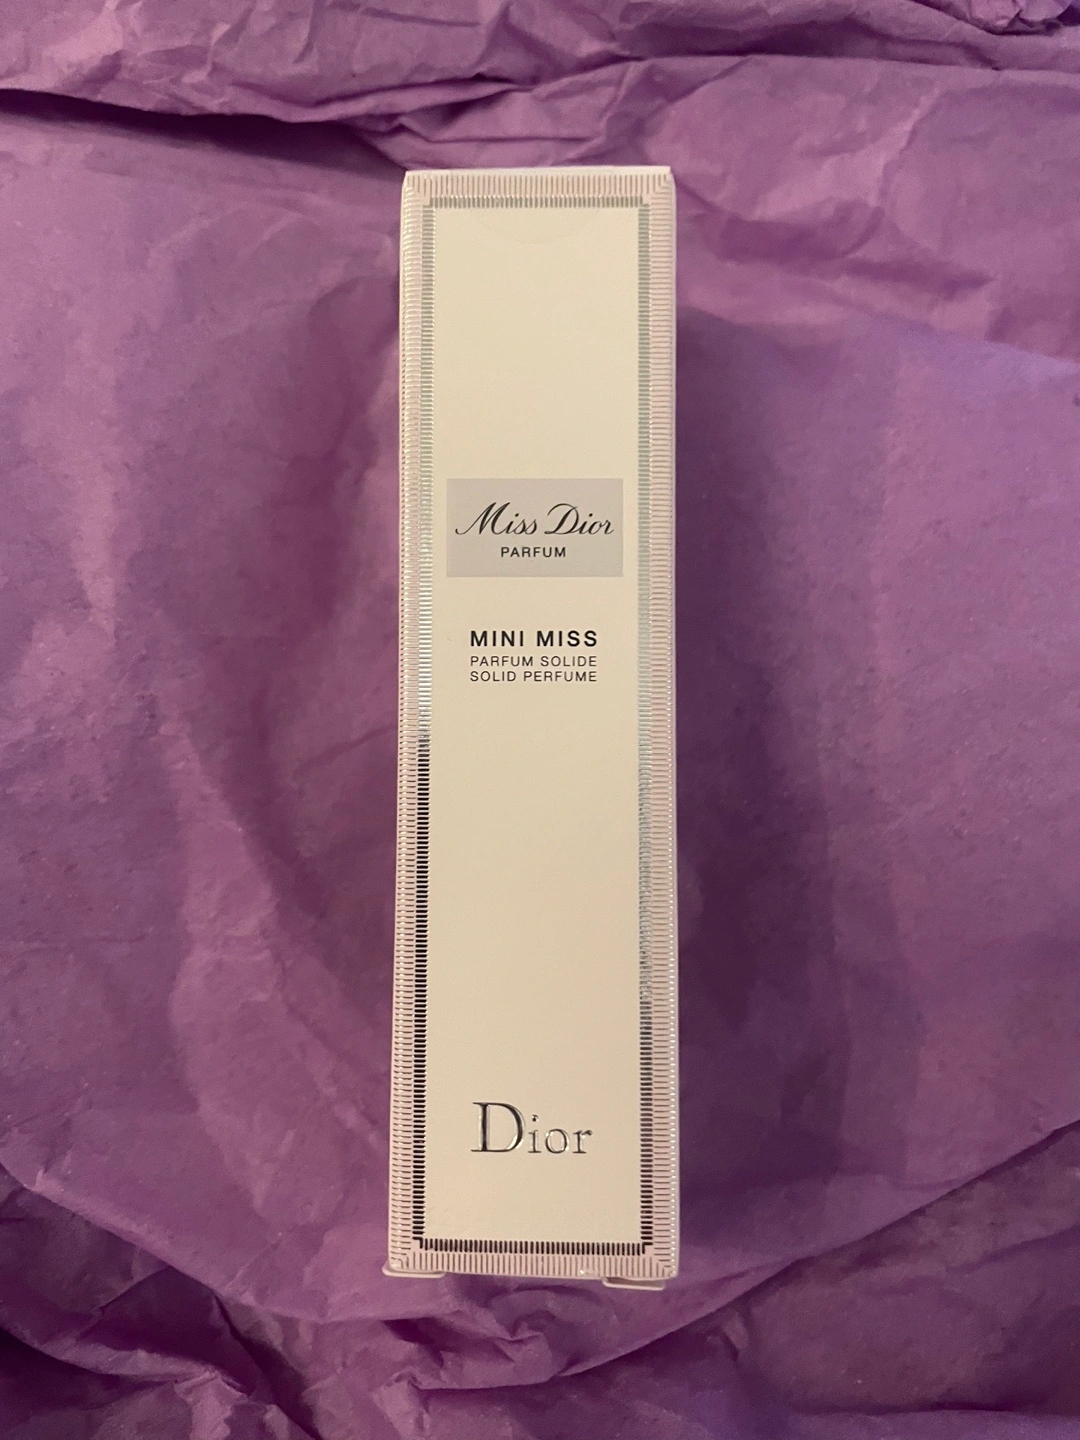 Miss Dior
PARFUM
MINI MISS
PARFUM SOLIDE
SOLID PERFUME
Dior